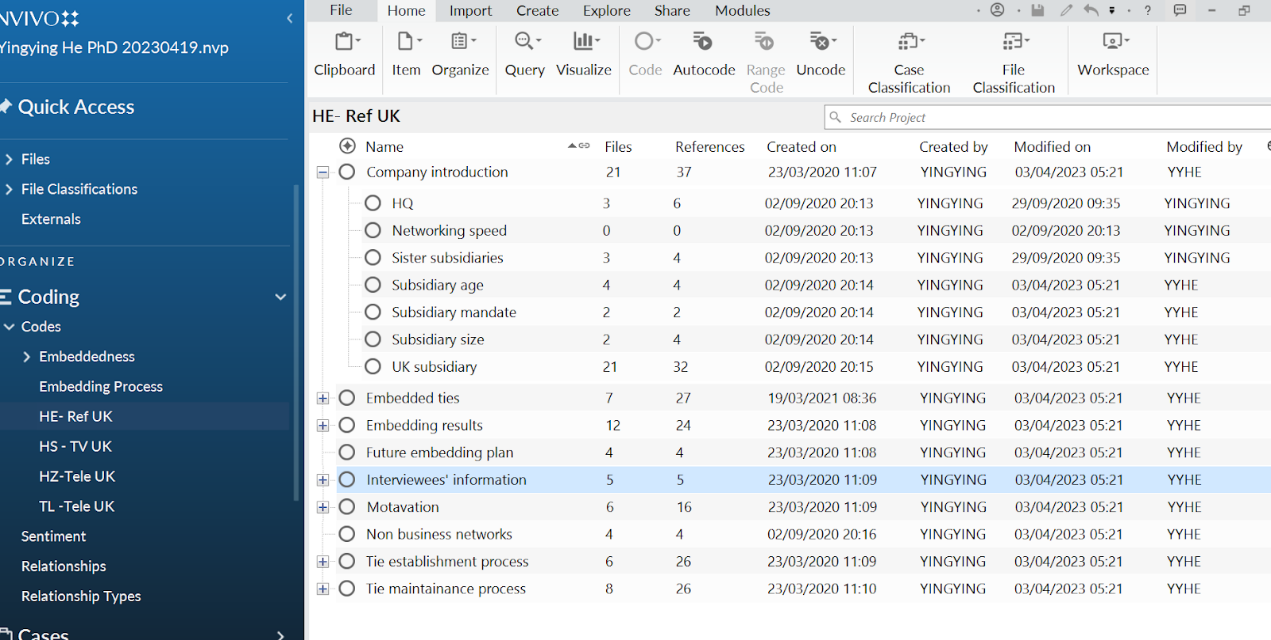 NVIVO
Yingying He PhD 20230419.nvp
Quick Access
Files
File Classifications
Externals
ORGANIZE
Coding
Codes
Embeddedness
Embedding Process
HE- Ref UK
HS - TV UK
HZ-Tele UK
TL -Tele UK
Sentiment
Relationships
Relationship Types
Cases
File Home Import Create Explore Share Modules
Clipboard Item Organize Query Visualize Code Autocode Range Code Uncode Case Classification File Classification Workspace
HE- Ref UK Search Project
Name Files References Created on Created by Modified on Modified by
Company introduction 21 37 23/03/2020 11:07 YINGYING 03/04/2023 05:21 YYHE
HQ 3 6 02/09/2020 20:13 YINGYING 29/09/2020 09:35 YINGYING
Networking speed 0 0 02/09/2020 20:13 YINGYING 02/09/2020 20:13 YINGYING
Sister subsidiaries 3 4 02/09/2020 20:13 YINGYING 29/09/2020 09:35 YINGYING
Subsidiary age 4 4 02/09/2020 20:14 YINGYING 03/04/2023 05:21 YYHE
Subsidiary mandate 2 2 02/09/2020 20:14 YINGYING 03/04/2023 05:21 YYHE
Subsidiary size 2 4 02/09/2020 20:14 YINGYING 03/04/2023 05:21 YYHE
UK subsidiary 21 32 02/09/2020 20:15 YINGYING 03/04/2023 05:21 YYHE
Embedded ties 7 27 19/03/2021 08:36 YINGYING 03/04/2023 05:21 YYHE
Embedding results 12 24 23/03/2020 11:08 YINGYING 03/04/2023 05:21 YYHE
Future embedding plan 4 4 23/03/2020 11:08 YINGYING 03/04/2023 05:21 YYHE
Interviewees' information 5 5 23/03/2020 11:09 YINGYING 03/04/2023 05:21 YYHE
Motavation 6 16 23/03/2020 11:09 YINGYING 03/04/2023 05:21 YYHE
Non business networks 4 4 02/09/2020 20:16 YINGYING 03/04/2023 05:21 YYHE
Tie establishment process 6 26 23/03/2020 11:09 YINGYING 03/04/2023 05:21 YYHE
Tie maintainance process 8 26 23/03/2020 11:10 YINGYING 03/04/2023 05:21 YYHE